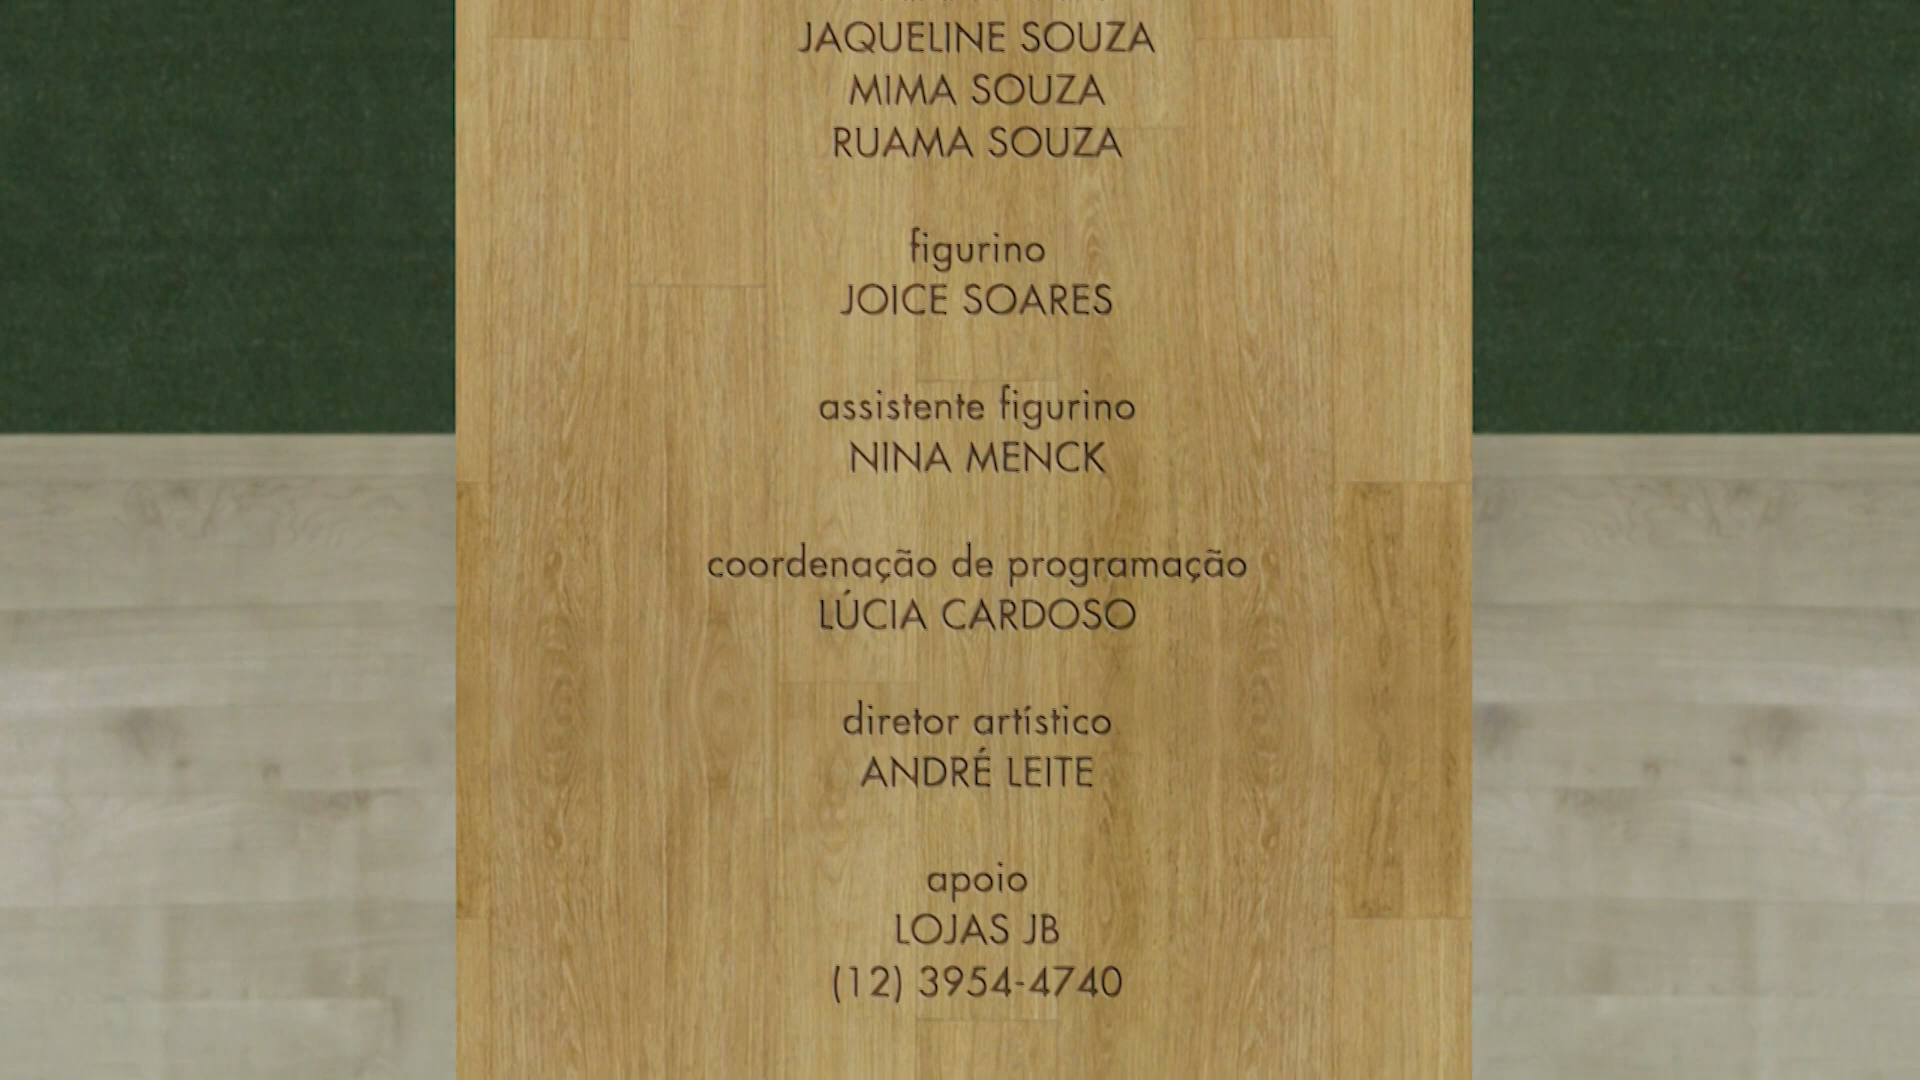 JAQUELINE SOUZA
MIMA SOUZA
RUAMA SOUZA
figurino
JOICE SOARES
assistente figurino
NINA MENCK
coordenação de programação
LÚCIA CARDOSO
diretor artístico
ANDRÉ LEITE
apoio
LOJAS JB
(12) 3954-4740